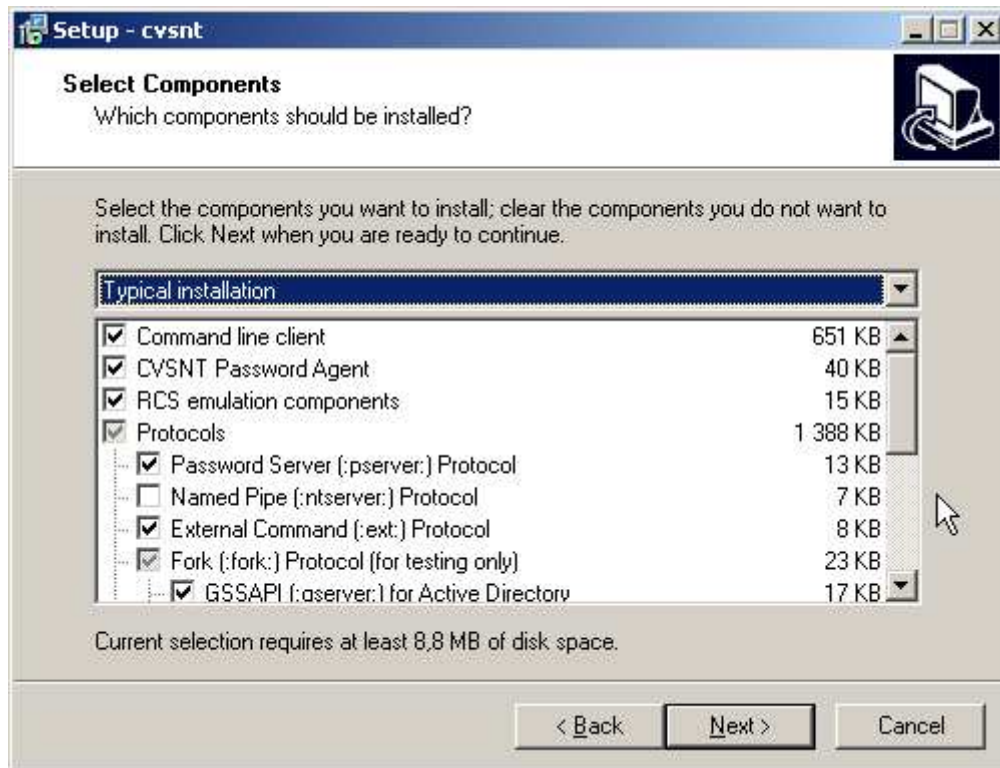 Setup - cvsnt
Select Components
Which components should be installed?
Select the components you want to install; clear the components you do not want to
install. Click Next when you are ready to continue.
Typical installation
Command line client 651 KB
CVSNT Password Agent 40 KB
RCS emulation components 15 KB
Protocols 1 388 KB
Password Server (:pserver:) Protocol 13 KB
Named Pipe (:ntserver:) Protocol 7 KB
External Command (:ext:) Protocol 8 KB
Fork (:fork:) Protocol (for testing only) 23 KB
GSSAPI (:gserver:) for Active Directory 17 KB
Current selection requires at least 8,8 MB of disk space.
< Back Next > Cancel